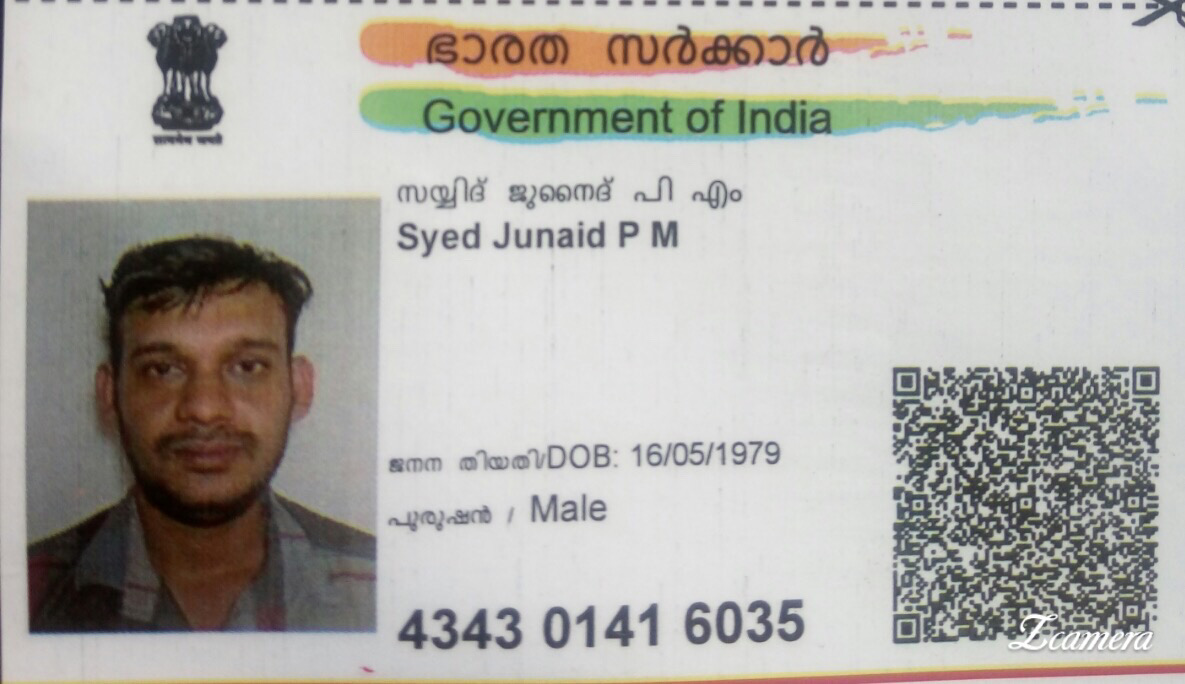 ഭാരത സർക്കാർ
Government of India
सत्यमेव जयते
സയ്യിദ് ജുനൈദ് പി എം
Syed Junaid P M
ജനന തിയതി/DOB: 16/05/1979
പുരുഷൻ / Male
4343 0141 6035
Z camera